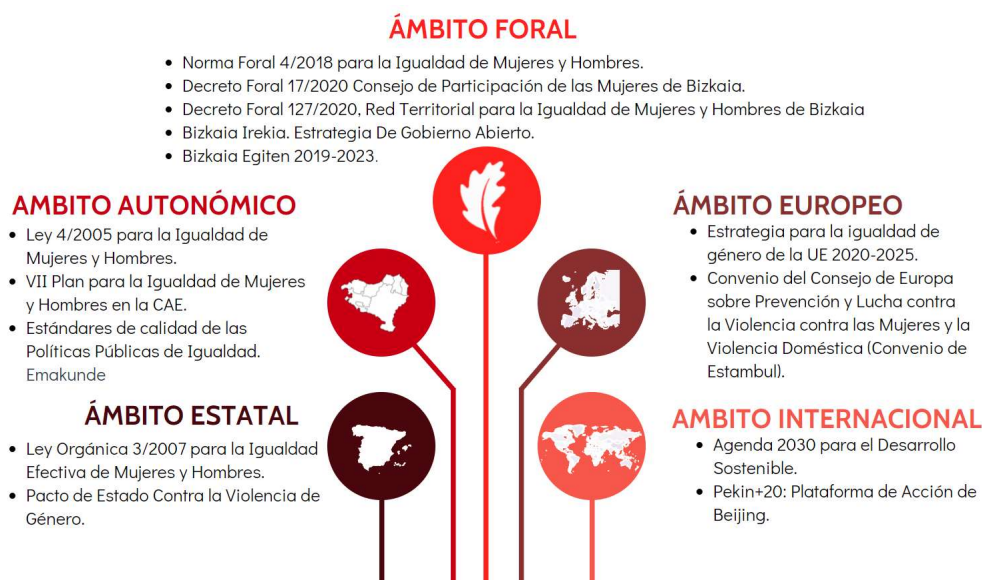 ÁMBITO FORAL
• Norma Foral 4/2018 para la Igualdad de Mujeres y Hombres.
• Decreto Foral 17/2020 Consejo de Participación de las Mujeres de Bizkaia.
• Decreto Foral 127/2020, Red Territorial para la Igualdad de Mujeres y Hombres de Bizkaia
• Bizkaia Irekia. Estrategia De Gobierno Abierto.
• Bizkaia Egiten 2019-2023.
AMBITO AUTONÓMICO
• Ley 4/2005 para la Igualdad de
Mujeres y Hombres.
• VII Plan para la Igualdad de Mujeres
y Hombres en la CAE.
• Estándares de calidad de las
Políticas Públicas de Igualdad.
Emakunde
ÁMBITO EUROPEO
• Estrategia para la igualdad de
género de la UE 2020-2025.
• Convenio del Consejo de Europa
sobre Prevención y Lucha contra
la Violencia contra las Mujeres y la
Violencia Doméstica (Convenio de
Estambul).
ÁMBITO ESTATAL
• Ley Orgánica 3/2007 para la Igualdad
Efectiva de Mujeres y Hombres.
• Pacto de Estado Contra la Violencia de
Género.
AMBITO INTERNACIONAL
• Agenda 2030 para el Desarrollo
Sostenible.
• Pekin+20: Plataforma de Acción de
Beijing.